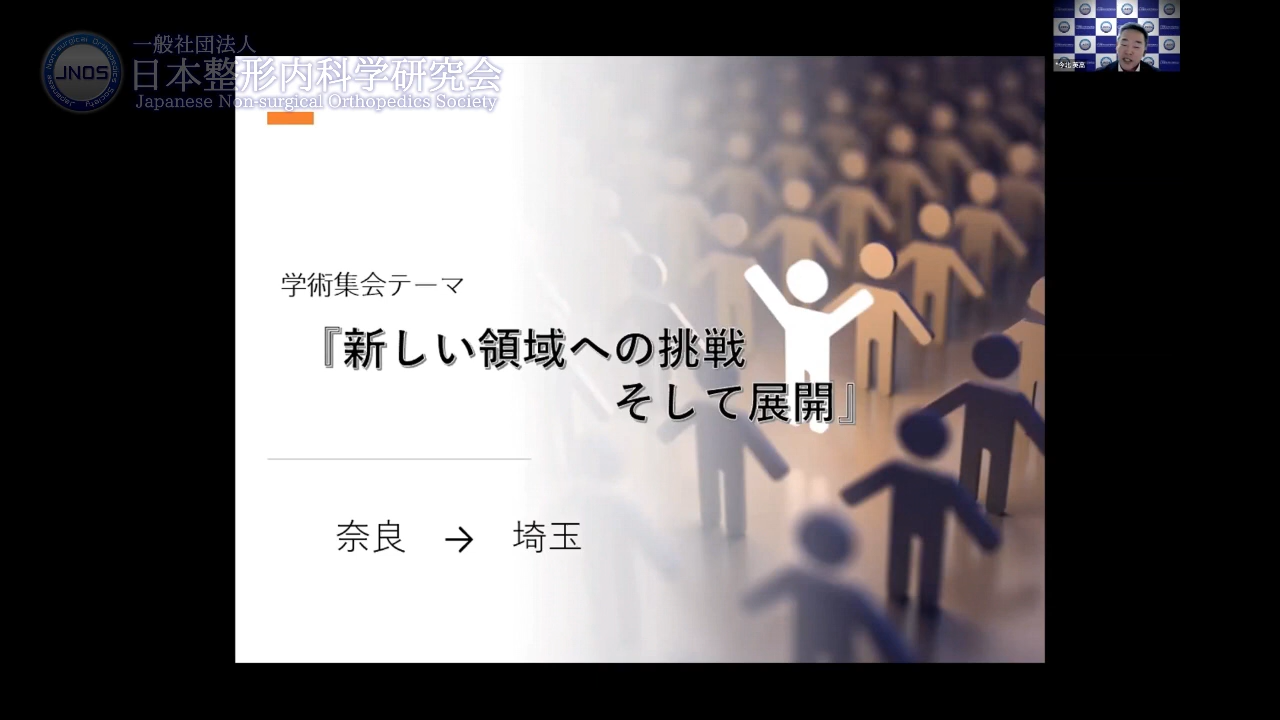 一般社団法人
日本整形内科学研究会
Japanese Non-surgical Orthopedics Society
JNOS
学術集会テーマ
『新しい領域への挑戦
そして展開』
奈良 → 埼玉